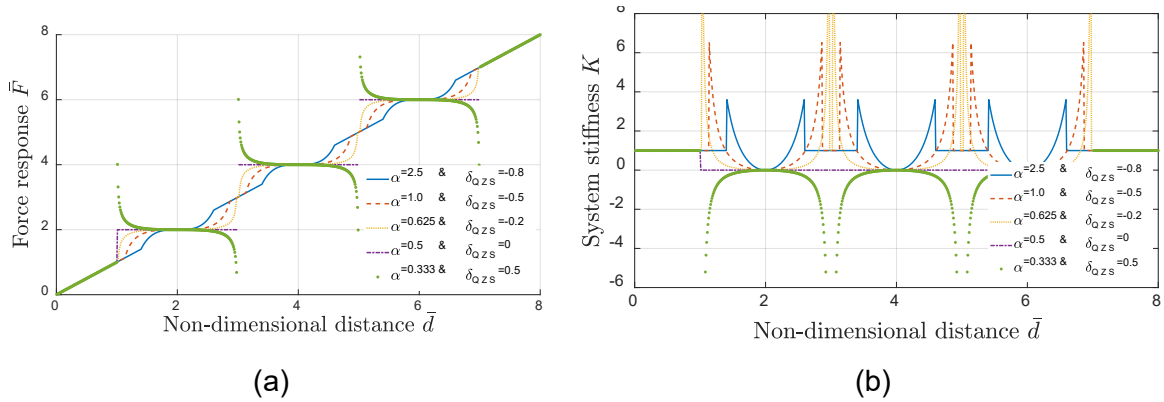 8
6
4
2
0
0 2 4 6 8
Force response F̄
Non-dimensional distance d̄
α=2.5 & δQZS=-0.8
α=1.0 & δQZS=-0.5
α=0.625 & δQZS=-0.2
α=0.5 & δQZS=0
α=0.333 & δQZS=0.5
(a)
6
4
2
0
-2
-4
-6
0 2 4 6 8
System stiffness K
Non-dimensional distance d̄
α=2.5 & δQZS=-0.8
α=1.0 & δQZS=-0.5
α=0.625 & δQZS=-0.2
α=0.5 & δQZS=0
α=0.333 & δQZS=0.5
(b)